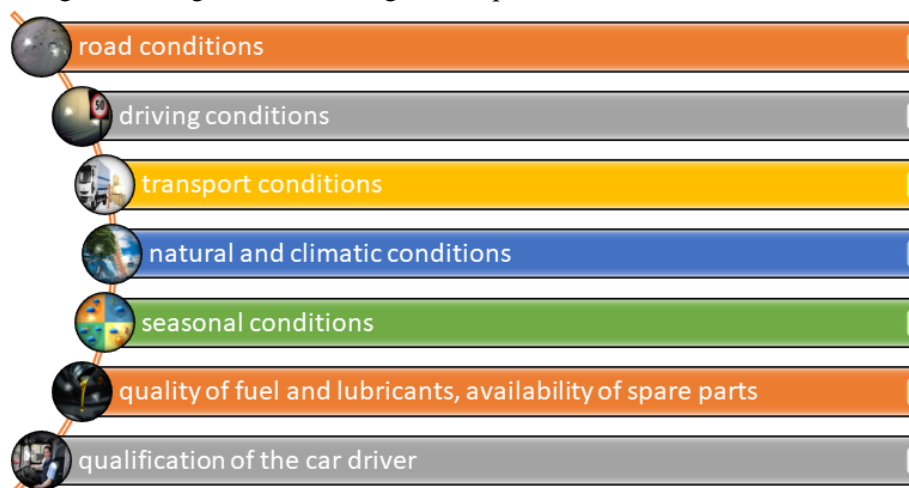 road conditions
50
driving conditions
transport conditions
natural and climatic conditions
seasonal conditions
quality of fuel and lubricants, availability of spare parts
qualification of the car driver